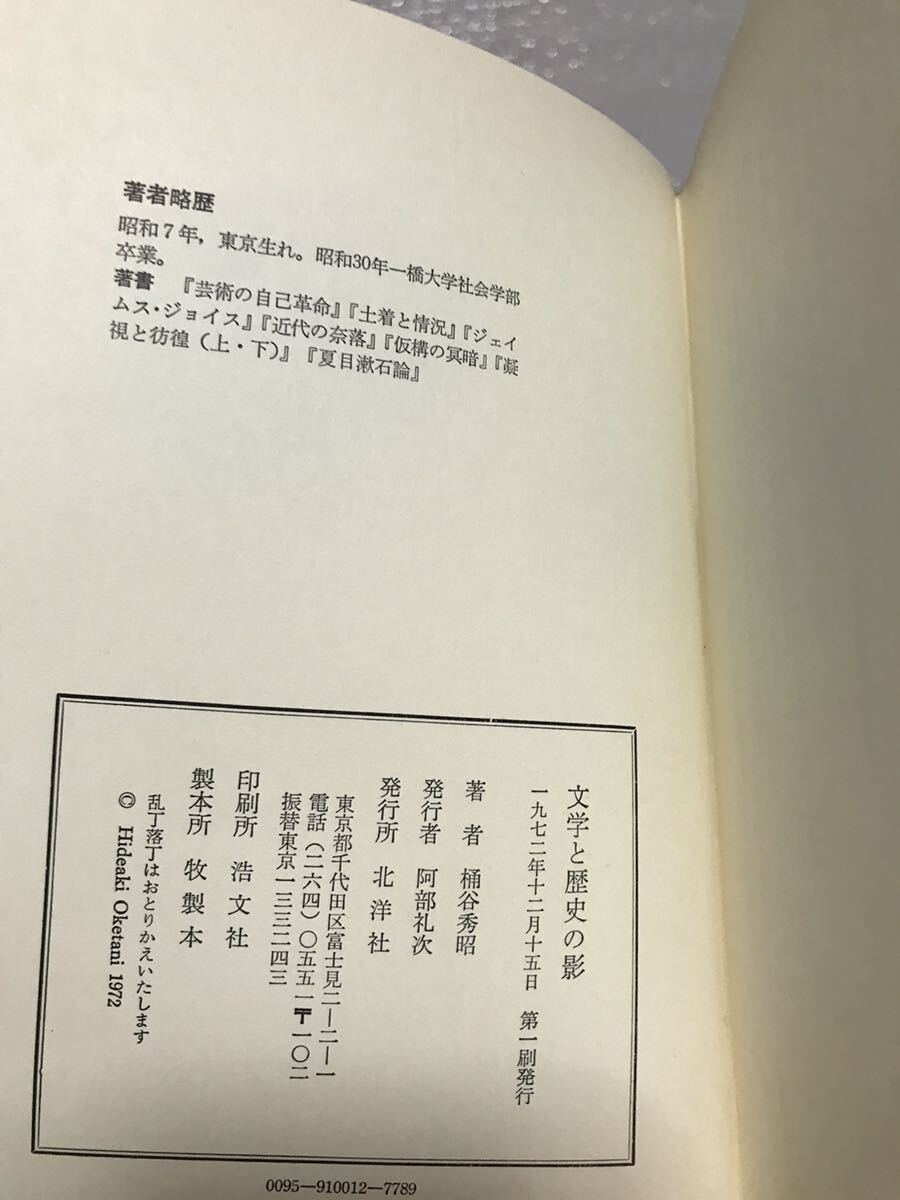 著者略歴
昭和7年，東京生れ。昭和30年一橋大学社会学部
卒業。
著書　『芸術の自己革命』『土着と情況』『ジェイ
ムス・ジョイス』『近代の奈落』『仮構の冥暗』『凝
視と彷徨（上・下）』『夏目漱石論』
文学と歴史の影
一九七二年十二月十五日　第一刷発行
著　者　桶谷秀昭
発行者　阿部礼次
発行所　北洋社
東京都千代田区富士見二―二―一
電話（二六四）〇五五一〒一〇二
振替東京一三三二四三
印刷所　浩文社
製本所　牧製本
乱丁落丁はおとりかえいたします
© Hideaki Oketani 1972
0095―910012―7789